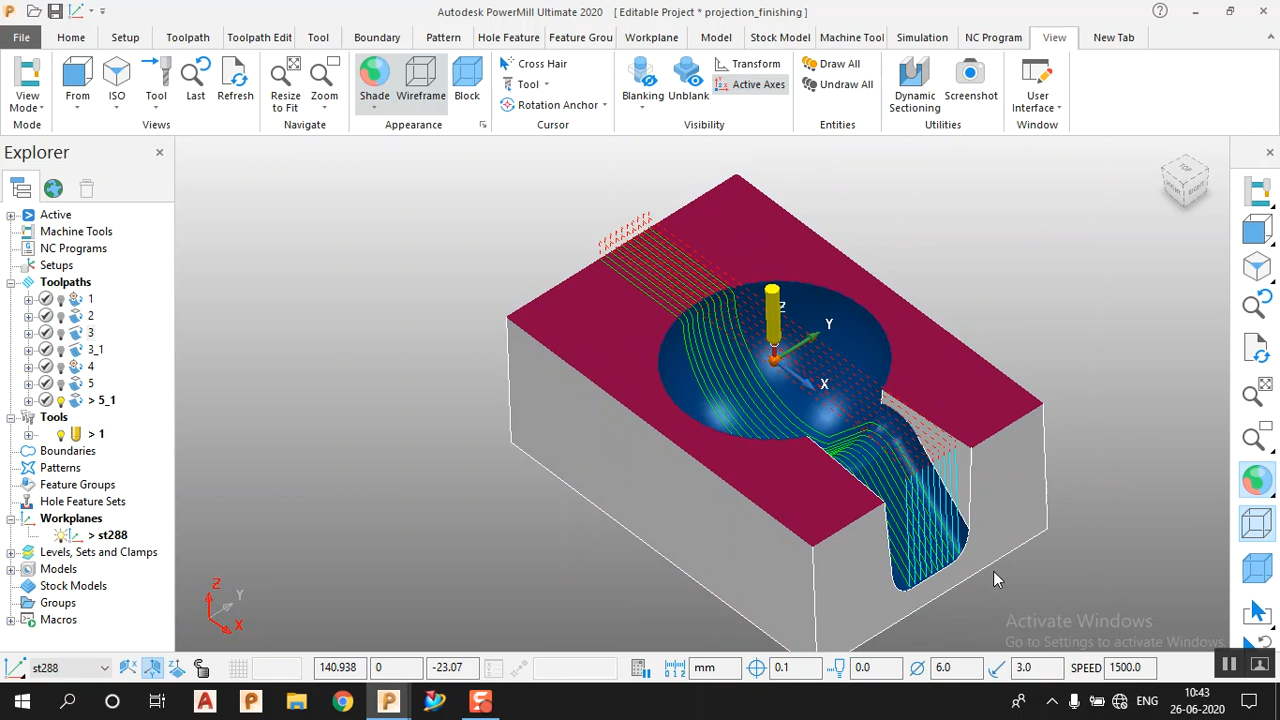 Autodesk PowerMill Ultimate 2020 [ Editable Project * projection_finishing ]
File Home Setup Toolpath Toolpath Edit Tool Boundary Pattern Hole Feature Feature Grou Workplane Model Stock Model Machine Tool Simulation NC Program View New Tab
View Mode
Mode
From ISO Tool Last Refresh
Views
Resize to Fit Zoom
Navigate
Shade Wireframe Block
Appearance
Cross Hair
Tool
Rotation Anchor
Cursor
Blanking Unblank
Transform
Active Axes
Visibility
Draw All
Undraw All
Entities
Dynamic Sectioning Screenshot
Utilities
User Interface
Window
Explorer
Active
Machine Tools
NC Programs
Setups
Toolpaths
1
2
3
3_1
4
5
> 5_1
Tools
> 1
Boundaries
Patterns
Feature Groups
Hole Feature Sets
Workplanes
> st288
Levels, Sets and Clamps
Models
Stock Models
Groups
Macros
TOP
Z
Y
X
Z
Y
X
Activate Windows
Go to Settings to activate Windows.
st288 140.938 0 -23.07 mm 0.1 0.0 6.0 3.0 SPEED 1500.0
ENG
10:43
26-06-2020